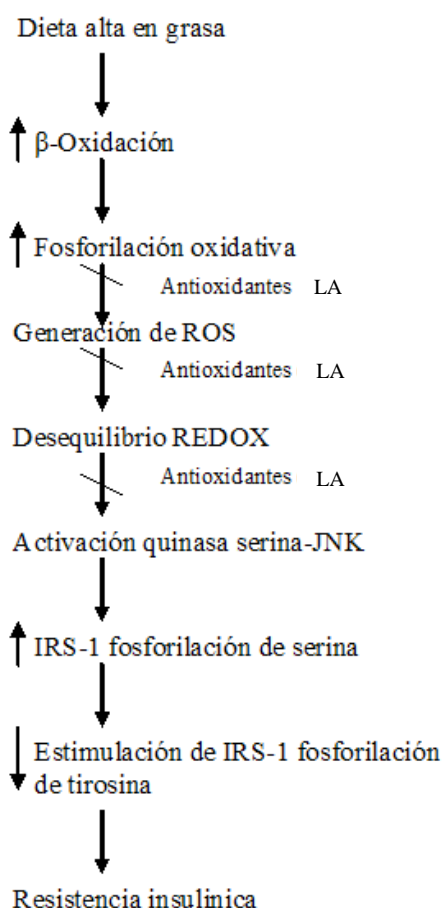 Dieta alta en grasa
β-Oxidación
Fosforilación oxidativa
Antioxidantes LA
Generación de ROS
Antioxidantes LA
Desequilibrio REDOX
Antioxidantes LA
Activación quinasa serina-JNK
IRS-1 fosforilación de serina
Estimulación de IRS-1 fosforilación
de tirosina
Resistencia insulinica